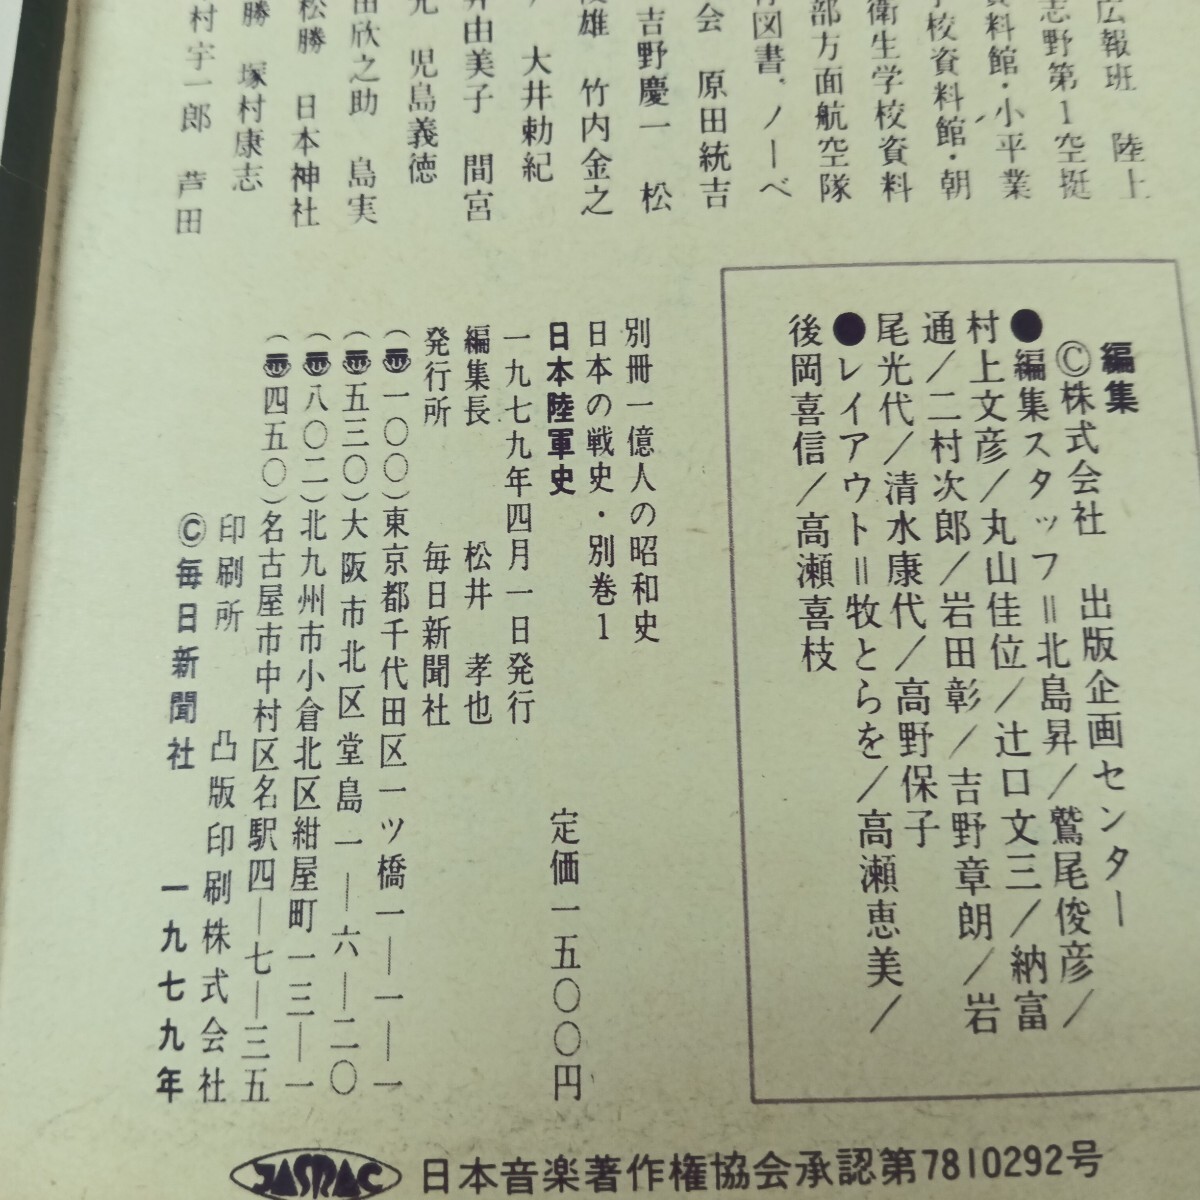 広報班　陸上
志野第１空挺
資料館・小平業
学校資料館・朝
衛生学校資料
部方面航空隊
図書、ノーベ
会　原田統吉
吉野慶一　松
雄　竹内金之
大井勅紀
井由美子　間宮
児島義徳
田欣之助　島実
松勝　日本神社
勝　塚村康志
村宇一郎　芦田
編集
©株式会社　出版企画センター
●編集スタッフ＝北島昇／鷲尾俊彦／
村上文彦／丸山佳位／辻口文三／納富
通／二村次郎／岩田彰／吉野章朗／岩
尾光代／清水康代／高野保子
●レイアウト＝牧とらを／高瀬恵美／
後岡喜信／高瀬喜枝
別冊一億人の昭和史
日本の戦史・別巻１
日本陸軍史　定価一五〇〇円
一九七九年四月一日発行
編集長　松井　孝也
発行所　毎日新聞社
（〠一〇〇）東京都千代田区一ツ橋一―一―一
（〠五三〇）大阪市北区堂島一―六―二〇
（〠八〇二）北九州市小倉北区紺屋町一三―一
（〠四五〇）名古屋市中村区名駅四―七―三五
印刷所　凸版印刷株式会社
©毎日新聞社　一九七九年
JASRAC 日本音楽著作権協会承認第7810292号